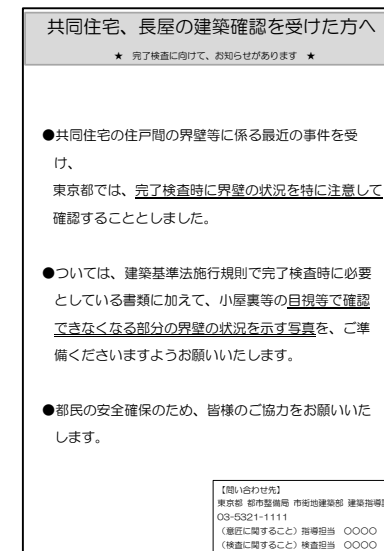 共同住宅、長屋の建築確認を受けた方へ
★ 完了検査に向けて、お知らせがあります ★
●共同住宅の住戸間の界壁等に係る最近の事件を受
け、
東京都では、完了検査時に界壁の状況を特に注意して
確認することとしました。
●ついては、建築基準法施行規則で完了検査時に必要
としている書類に加えて、小屋裏等の目視等で確認
できなくなる部分の界壁の状況を示す写真を、ご準
備くださいますようお願いいたします。
●都民の安全確保のため、皆様のご協力をお願いいた
します。
【問い合わせ先】
東京都 都市整備局 市街地建築部 建築指導課
03-5321-1111
(意匠に関すること) 指導担当 〇〇〇〇
(検査に関すること) 検査担当 〇〇〇〇